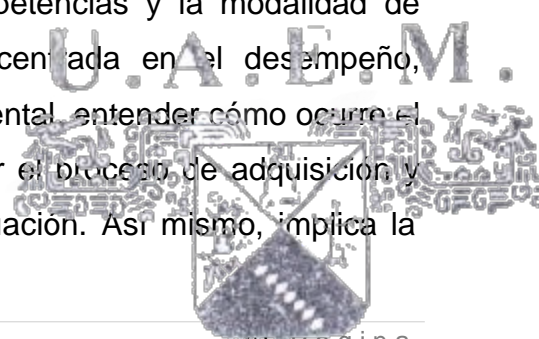 petencias y la modalidad de
centrada en el desempeño,
U.A.E.M.
ental, entender cómo ocurre el
r el proceso de adquisición y
ación. Así mismo, implica la
Página